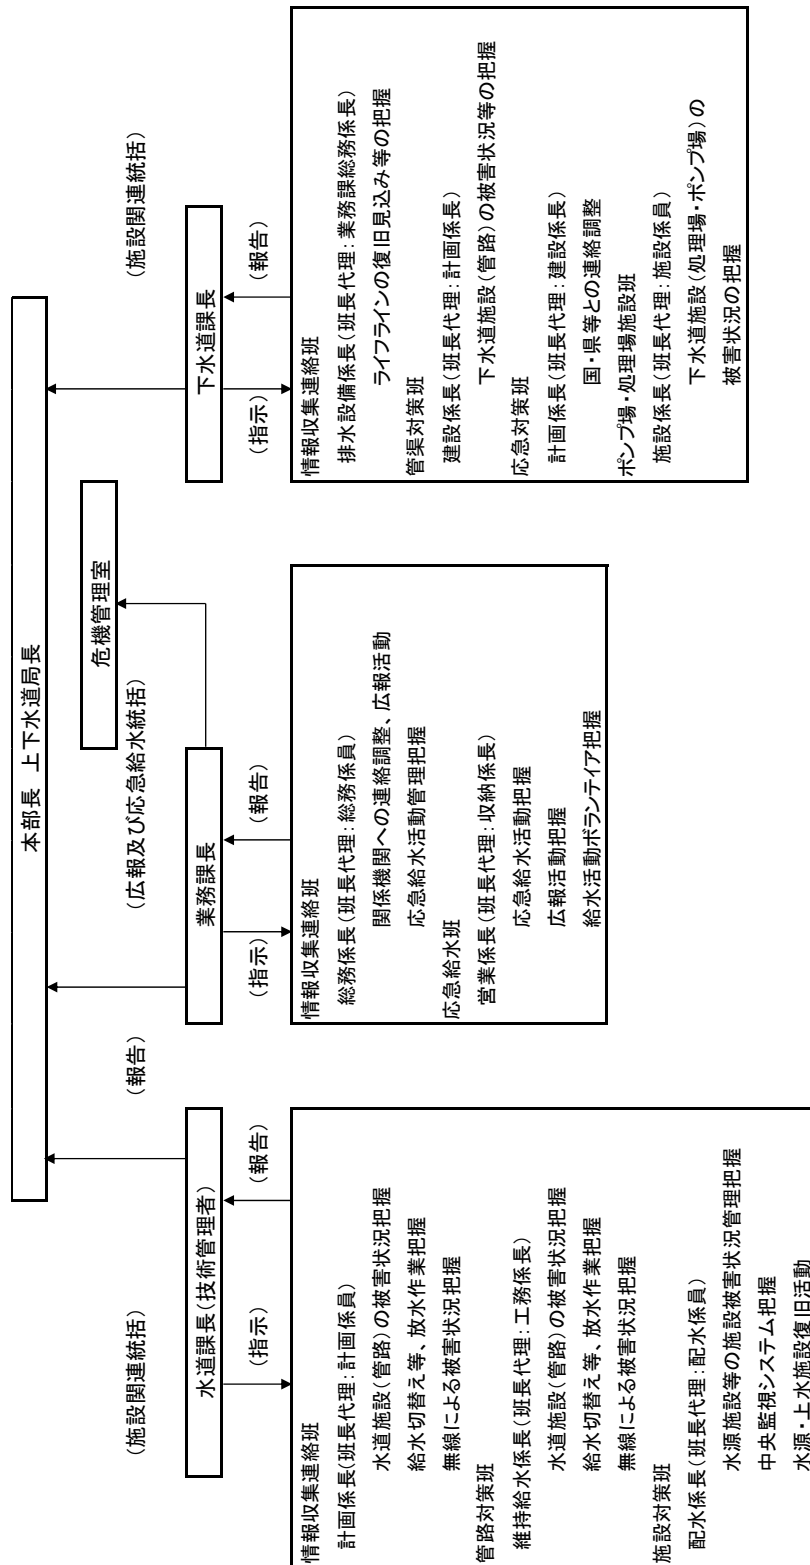 本部長 上下水道局長
危機管理室
(施設関連統括)
(報告)
(広報及び応急給水統括)
(施設関連統括)
水道課長(技術管理者)
(指示)
(報告)
情報収集連絡班
計画係長(班長代理:計画係員)
水道施設(管路)の被害状況把握
給水切替え等、放水作業把握
無線による被害状況把握
管路対策班
維持給水係長(班長代理:工務係長)
水道施設(管路)の被害状況把握
給水切替え等、放水作業把握
無線による被害状況把握
施設対策班
配水係長(班長代理:配水係員)
水源施設等の施設被害状況管理把握
中央監視システム把握
水源・上水施設復旧活動
業務課長
(指示)
(報告)
情報収集連絡班
総務係長(班長代理:総務係員)
関係機関への連絡調整、広報活動
応急給水活動管理把握
応急給水班
営業係長(班長代理:収納係長)
応急給水活動把握
広報活動把握
給水活動ボランティア把握
下水道課長
(指示)
(報告)
情報収集連絡班
排水設備係長(班長代理:業務課総務係長)
ライフラインの復旧見込み等の把握
管渠対策班
建設係長(班長代理:計画係長)
下水道施設(管路)の被害状況等の把握
応急対策班
計画係長(班長代理:建設係長)
国・県等との連絡調整
ポンプ場・処理場施設班
施設係長(班長代理:施設係員)
下水道施設(処理場・ポンプ場)の
被害状況の把握